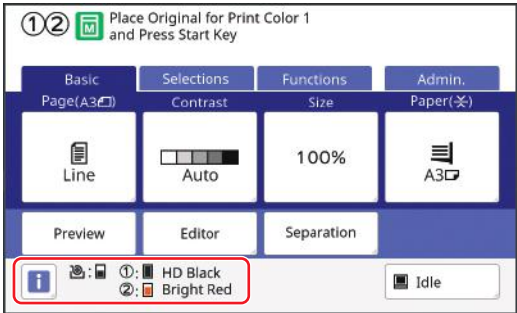 ①② M Place Original for Print Color 1
and Press Start Key
Basic Selections Functions Admin.
Page(A3) Contrast Size Paper(⚹)
Line Auto 100% A3
Preview Editor Separation
i : ①: HD Black
②: Bright Red
Idle